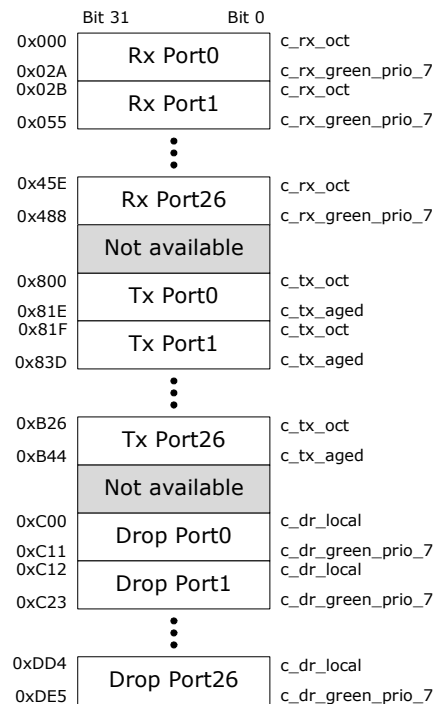 Bit 31 Bit 0
0x000 Rx Port0 c_rx_oct
0x02A c_rx_green_prio_7
0x02B Rx Port1 c_rx_oct
0x055 c_rx_green_prio_7
0x45E Rx Port26 c_rx_oct
0x488 c_rx_green_prio_7
Not available
0x800 Tx Port0 c_tx_oct
0x81E c_tx_aged
0x81F Tx Port1 c_tx_oct
0x83D c_tx_aged
0xB26 Tx Port26 c_tx_oct
0xB44 c_tx_aged
Not available
0xC00 Drop Port0 c_dr_local
0xC11 c_dr_green_prio_7
0xC12 Drop Port1 c_dr_local
0xC23 c_dr_green_prio_7
0xDD4 Drop Port26 c_dr_local
0xDE5 c_dr_green_prio_7